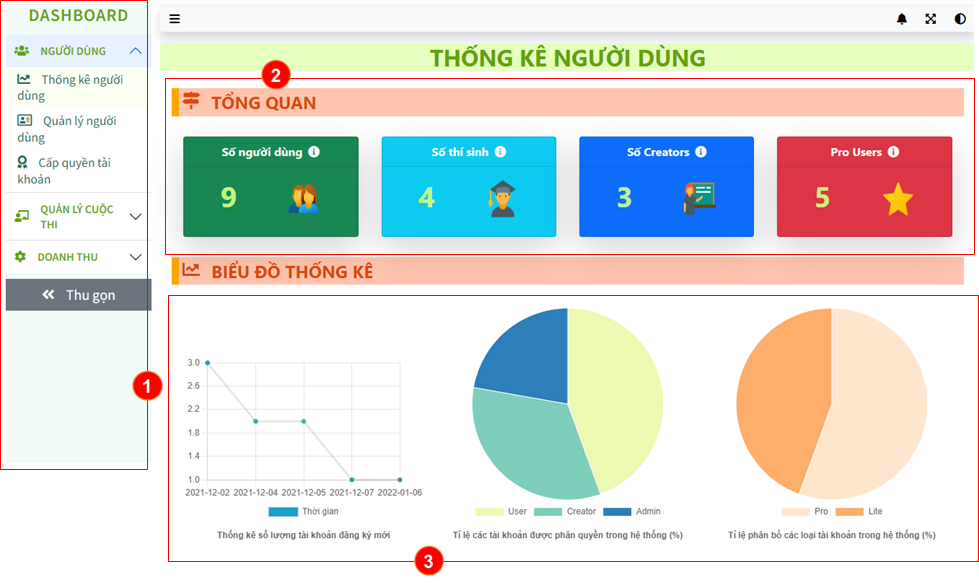 DASHBOARD
NGƯỜI DÙNG
Thống kê người
dùng
Quản lý người
dùng
Cấp quyền tài
khoản
QUẢN LÝ CUỘC
THI
DOANH THU
Thu gọn
1
THỐNG KÊ NGƯỜI DÙNG
2
TỔNG QUAN
Số người dùng
9
Số thí sinh
4
Số Creators
3
Pro Users
5
BIỂU ĐỒ THỐNG KÊ
3.0
2.6
2.2
1.8
1.4
1.0
2021-12-02 2021-12-04 2021-12-05 2021-12-07 2022-01-06
Thời gian
Thống kê số lượng tài khoản đăng ký mới
User Creator Admin
Tỉ lệ các tài khoản được phân quyền trong hệ thống (%)
Pro Lite
Tỉ lệ phân bổ các loại tài khoản trong hệ thống (%)
3